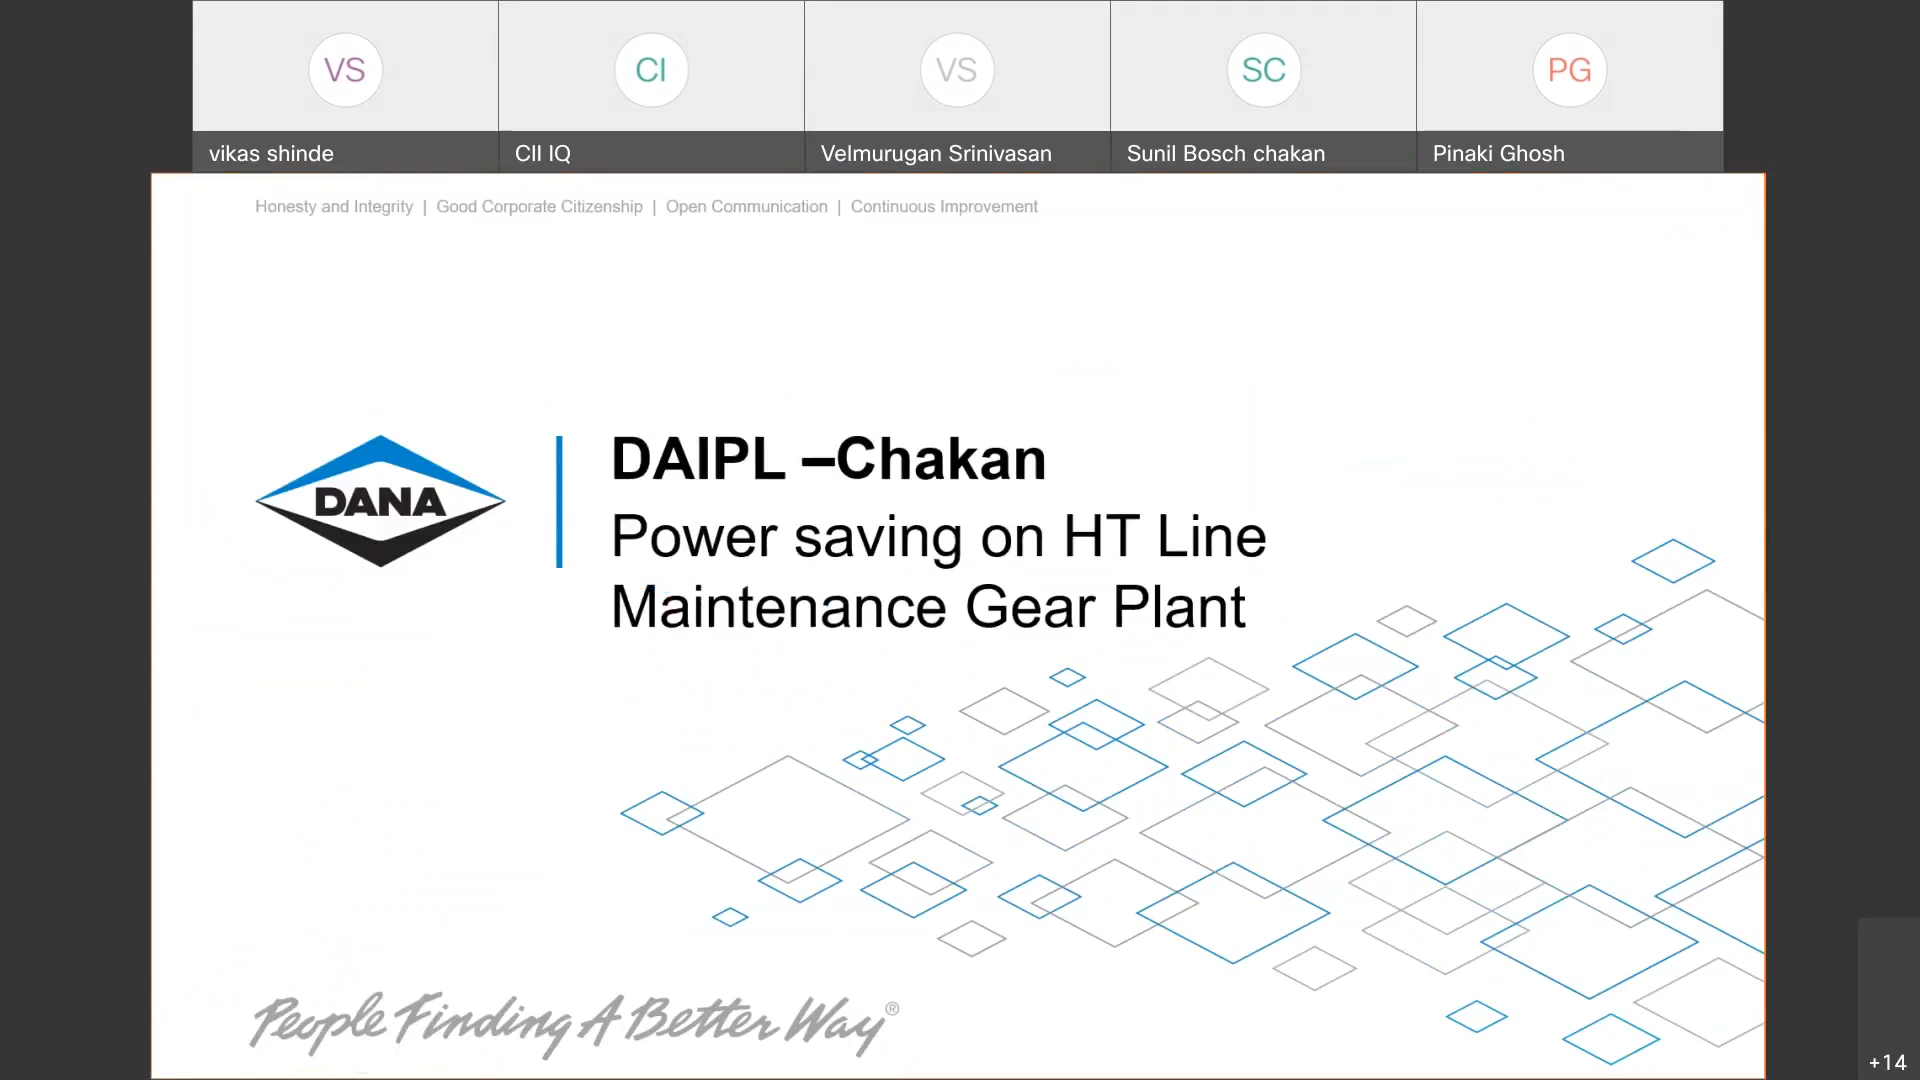 VS
CI
VS
SC
PG
vikas shinde
CII IQ
Velmurugan Srinivasan
Sunil Bosch chakan
Pinaki Ghosh
Honesty and Integrity | Good Corporate Citizenship | Open Communication | Continuous Improvement
DANA
DAIPL –Chakan
Power saving on HT Line
Maintenance Gear Plant
People Finding A Better Way®
+14